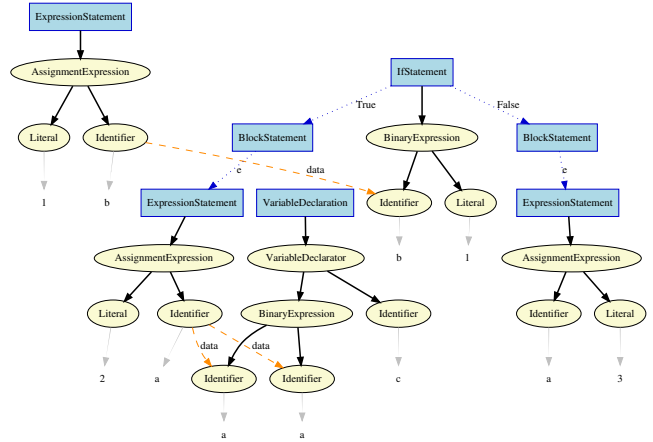 ExpressionStatement
AssignmentExpression IfStatement
True False
Literal Identifier BlockStatement BinaryExpression BlockStatement
data e e
1 b ExpressionStatement VariableDeclaration Identifier Literal ExpressionStatement
AssignmentExpression VariableDeclarator b 1 AssignmentExpression
Literal Identifier BinaryExpression Identifier Identifier Literal
data data
2 a Identifier Identifier c a 3
a a